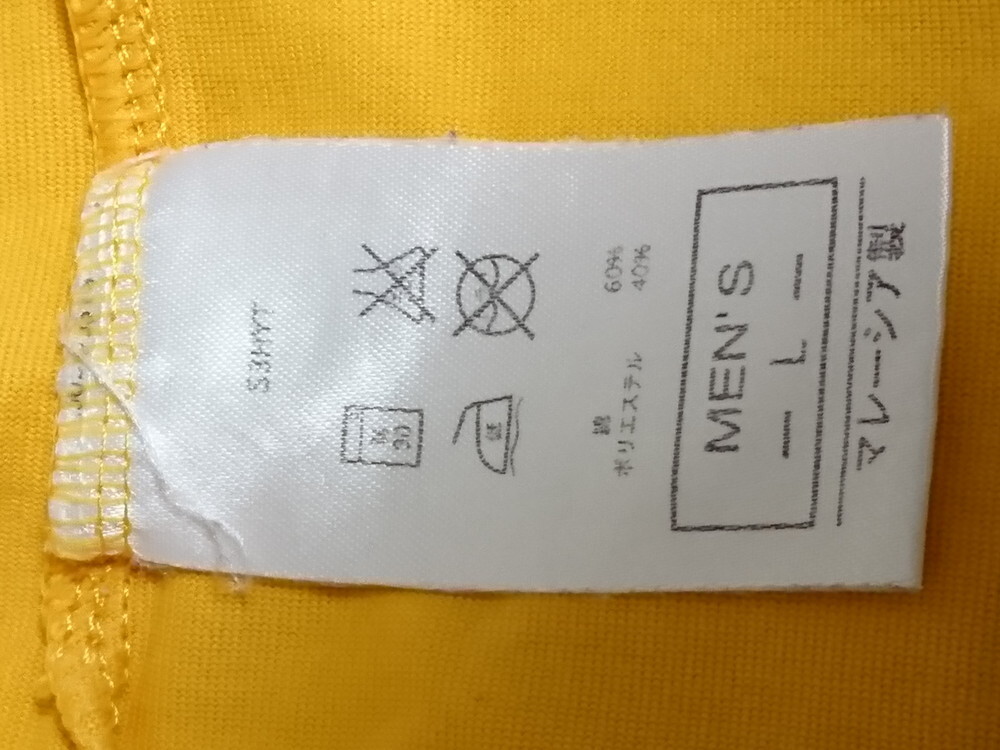 S3HYT
綿 60%
ポリエステル 40%
MEN'S
— L —
マレーシア製